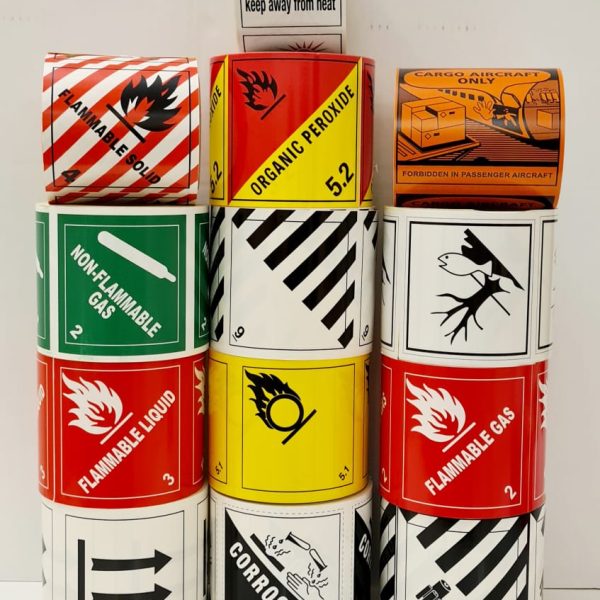 keep away from heat
FLAMMABLE SOLID
4
ORGANIC PEROXIDE
5.2
5.2
CARGO AIRCRAFT
ONLY
FORBIDDEN IN PASSENGER AIRCRAFT
NON-FLAMMABLE
GAS
2
9
9
FLAMMABLE LIQUID
3
5.1
5.1
FLAMMABLE GAS
2